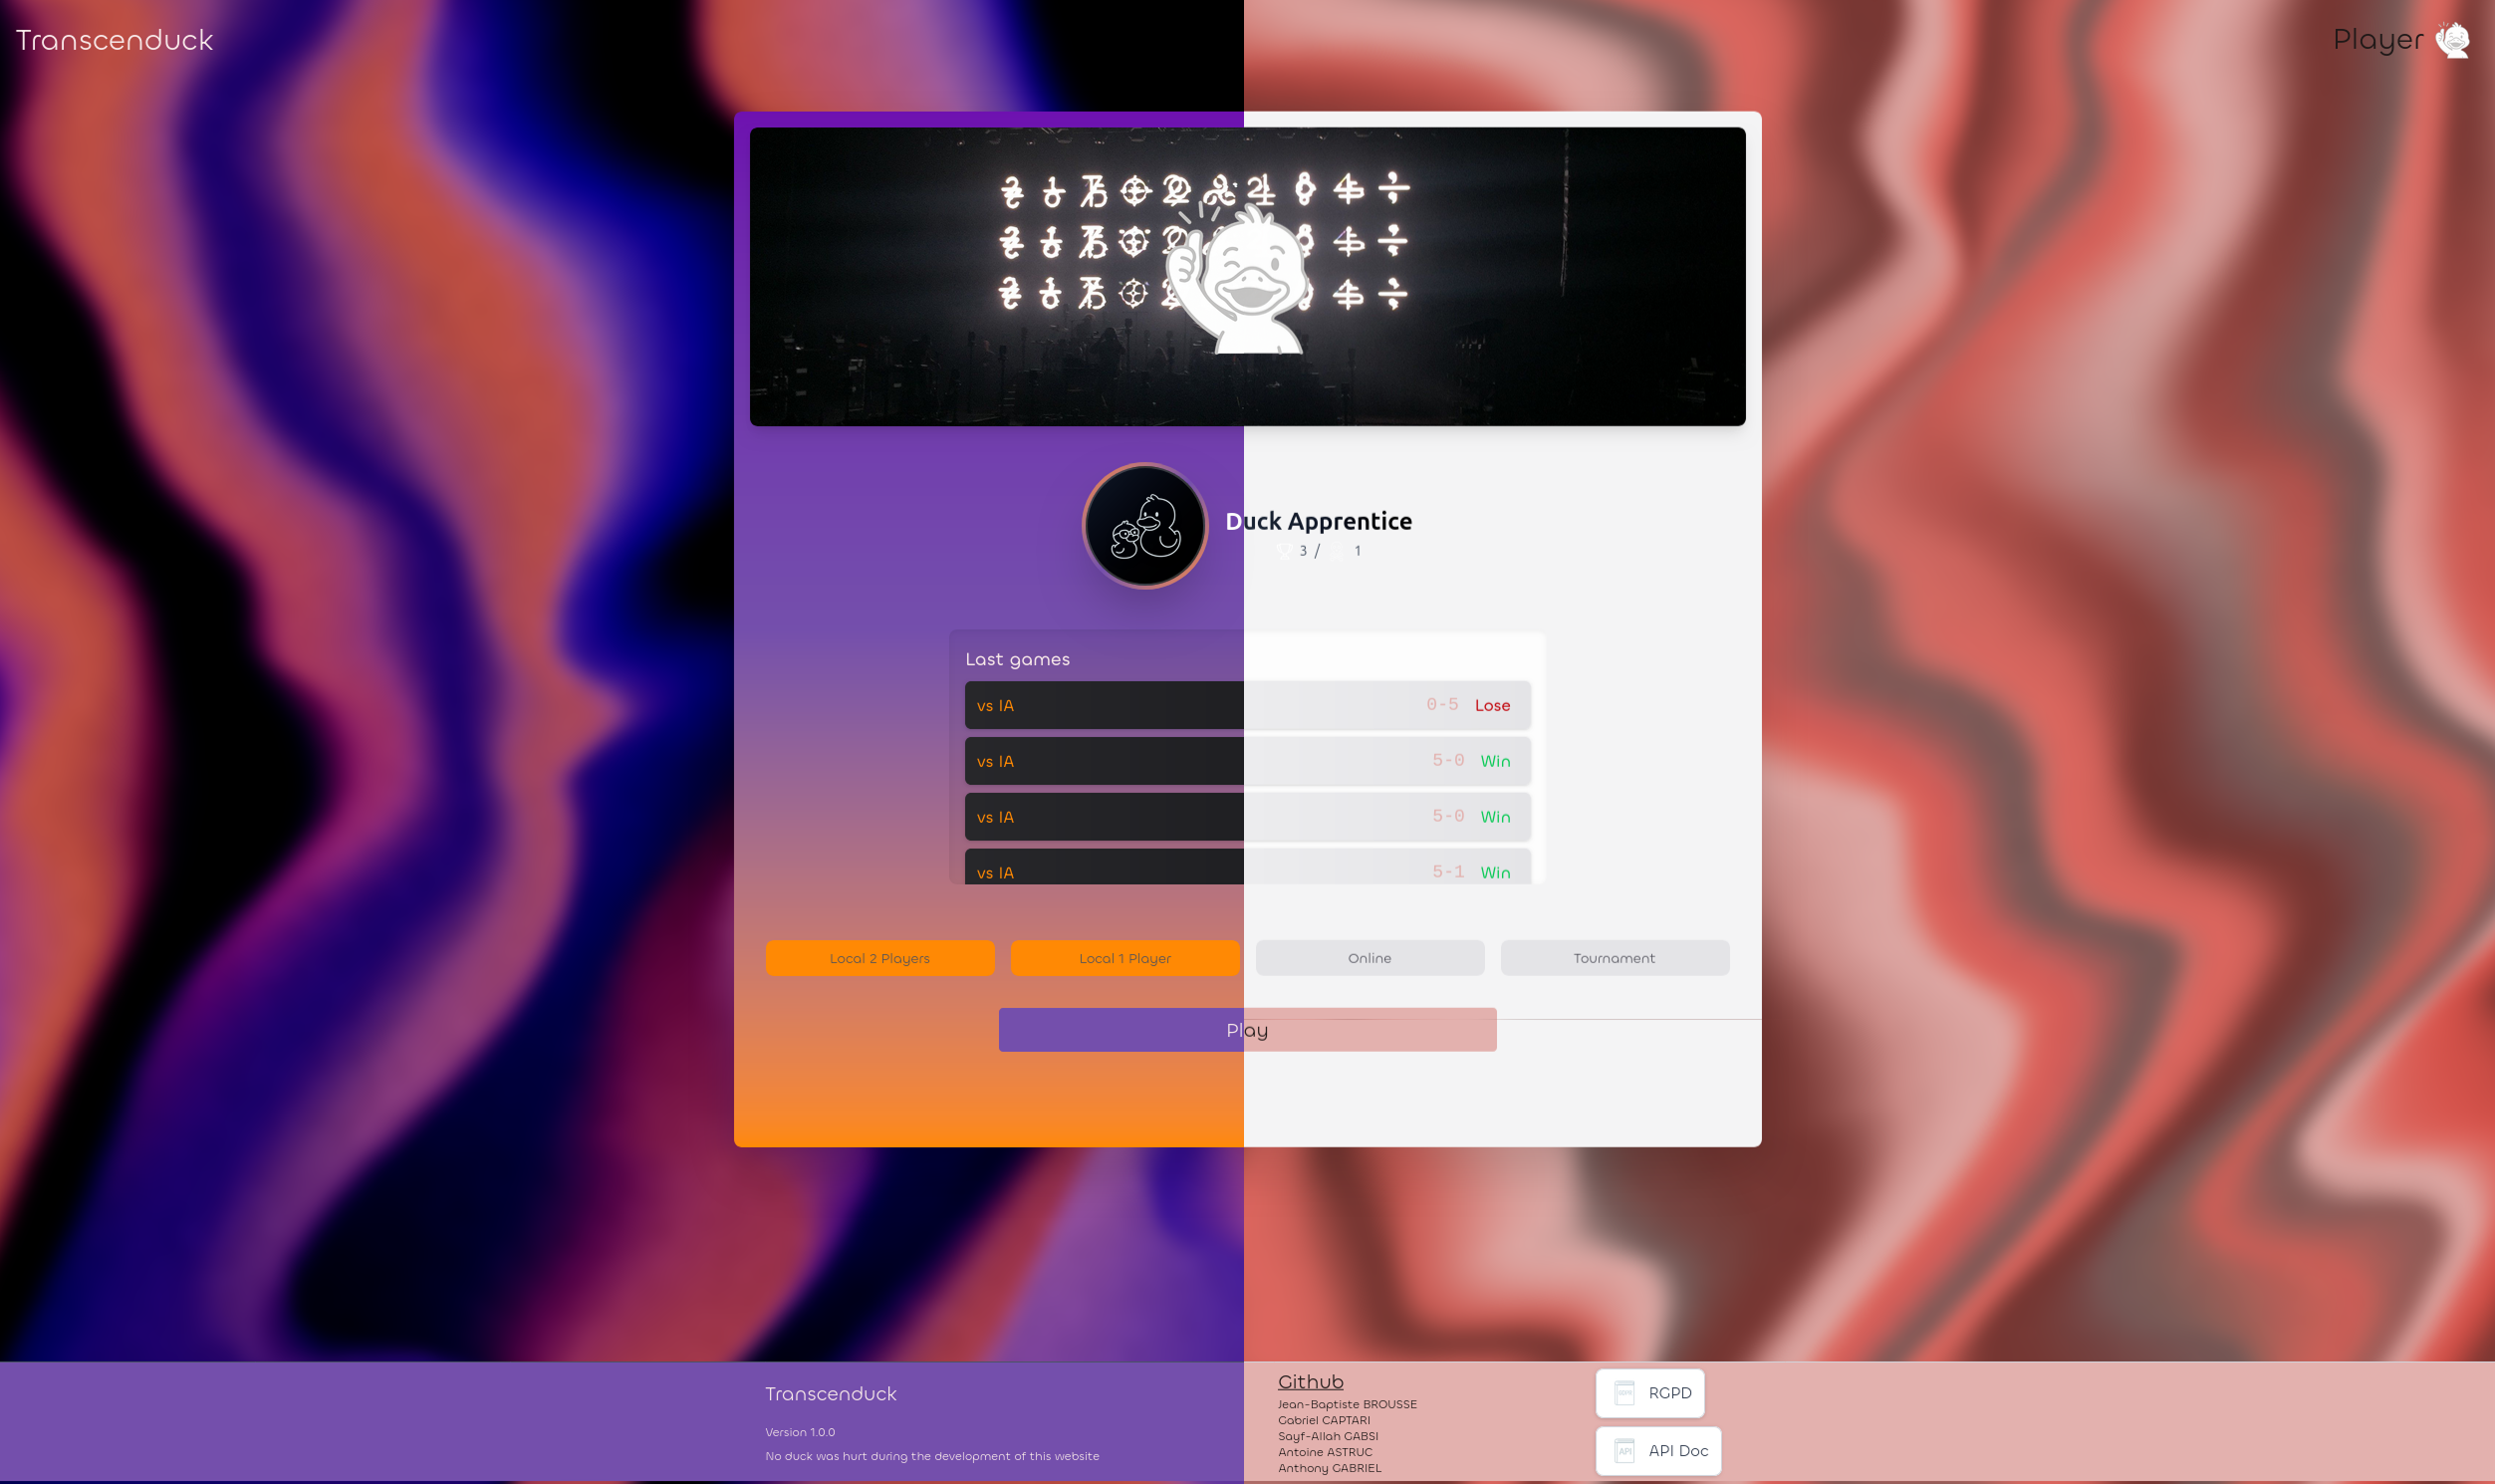 Transcenduck
Player
Duck Apprentice
3 / 1
Last games
vs IA 0-5 Lose
vs IA 5-0 Win
vs IA 5-0 Win
vs IA 5-1 Win
Local 2 Players Local 1 Player Online Tournament
Play
Transcenduck
Version 1.0.0
No duck was hurt during the development of this website
Github
Jean-Baptiste BROUSSE
Gabriel CAPTARI
Sayf-Allah GABSI
Antoine ASTRUC
Anthony GABRIEL
RGPD
API API Doc